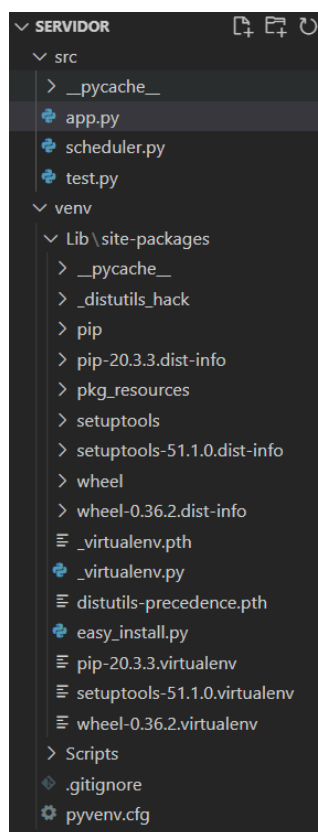 SERVIDOR
src
__pycache__
app.py
scheduler.py
test.py
venv
Lib\site-packages
__pycache__
_distutils_hack
pip
pip-20.3.3.dist-info
pkg_resources
setuptools
setuptools-51.1.0.dist-info
wheel
wheel-0.36.2.dist-info
_virtualenv.pth
_virtualenv.py
distutils-precedence.pth
easy_install.py
pip-20.3.3.virtualenv
setuptools-51.1.0.virtualenv
wheel-0.36.2.virtualenv
Scripts
.gitignore
pyvenv.cfg